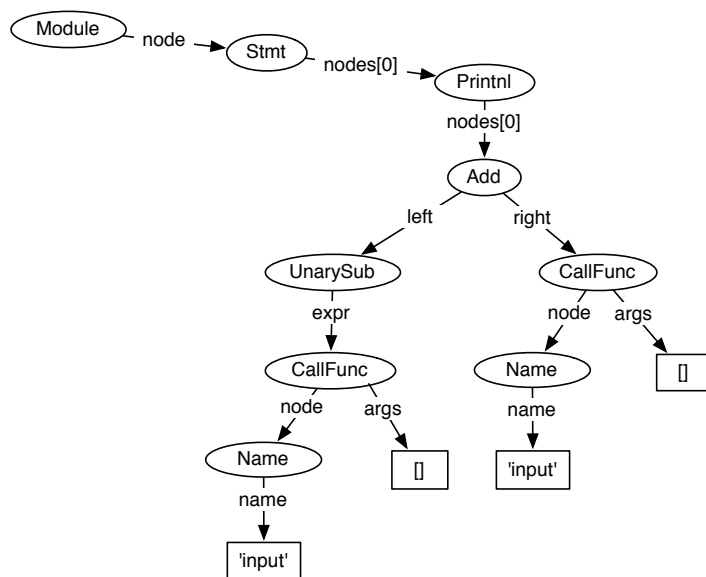 Module
node
Stmt
nodes[0]
Printnl
nodes[0]
Add
left
right
UnarySub
CallFunc
expr
node
args
CallFunc
Name
[]
node
args
name
Name
[]
'input'
name
'input'